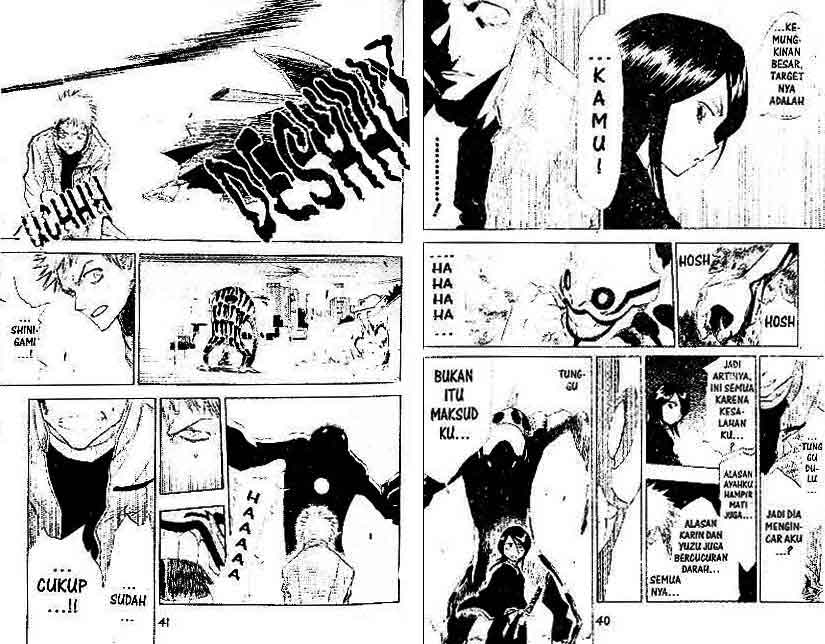 ...KE-
MUNG-
KINAN
BESAR,
TARGET
NYA
ADALAH
...
...
KAMU!
.........!
HOSH
HOSH
...
HA
HA
HA
HA
...
...
TUNG
GU
DU-
LU
...
JADI DIA
MENGIN-
CAR AKU
...?
JADI
ARTINYA,
INI SEMUA
KARENA
KESA-
LAHAN
KU...
?
ALASAN
AYAHKU
HAMPIR
MATI
JUGA...
ALASAN
KARIN DAN
YUZU JUGA
BERCUCURAN
DARAH...
SEMUA
NYA...
TUNG-
GU
BUKAN
ITU
MAKSUD
KU...
40
UGHHH
...
SHINI-
GAMI
...!
HAAAAA
...
SUDAH
...
...
CUKUP
...!!
41